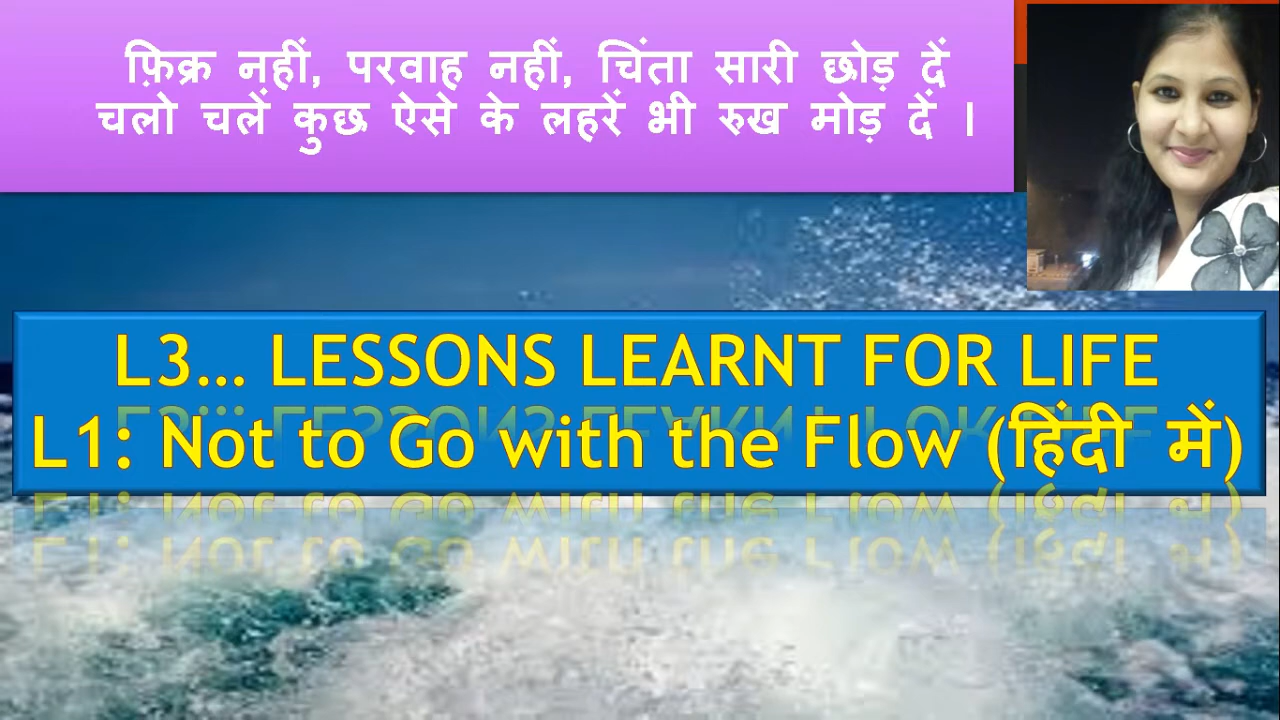 फ़िक्र नहीं, परवाह नहीं, चिंता सारी छोड़ दें
चलो चलें कुछ ऐसे के लहरें भी रुख मोड़ दें ।
L3... LESSONS LEARNT FOR LIFE
L1: Not to Go with the Flow (हिंदी में)